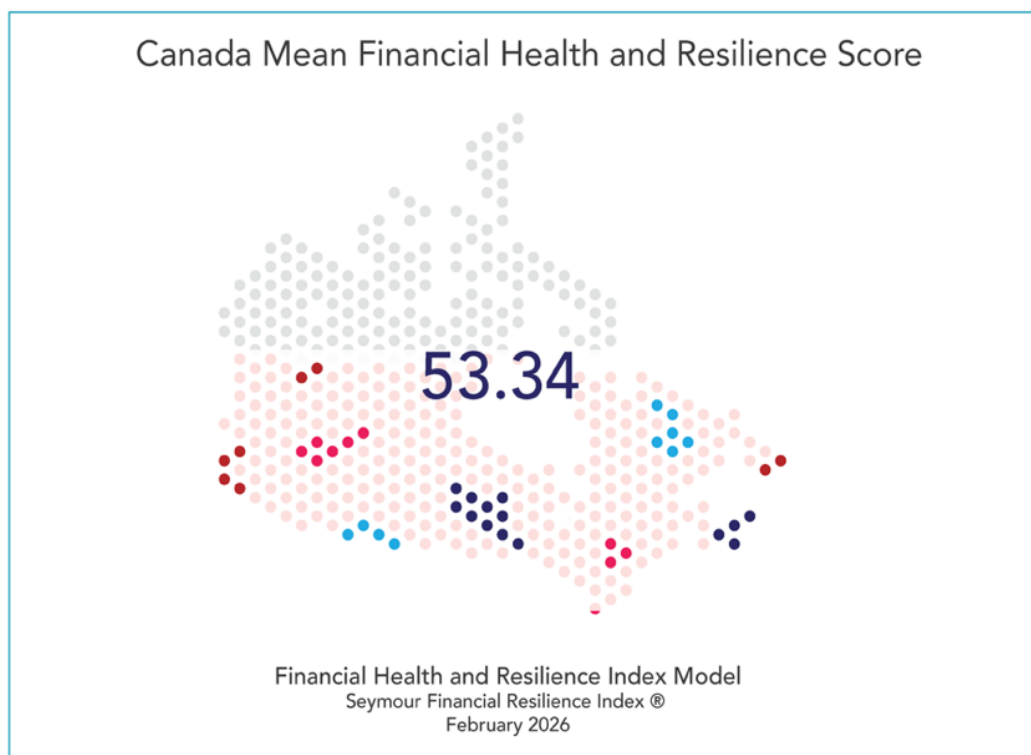 Canada Mean Financial Health and Resilience Score
53.34
Financial Health and Resilience Index Model
Seymour Financial Resilience Index ®
February 2026